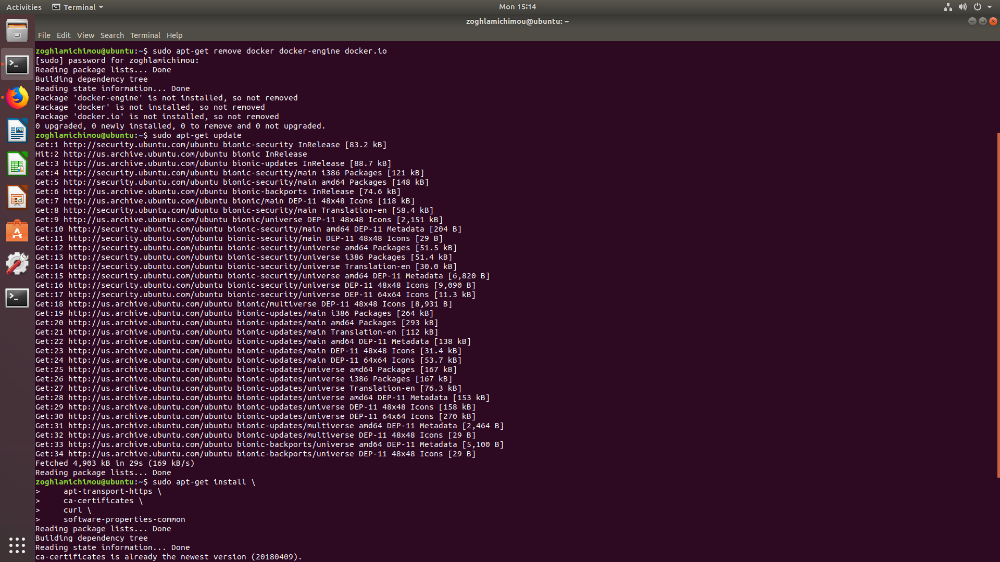 Activities Terminal Mon 15:14
zoghlamichimou@ubuntu: ~
File Edit View Search Terminal Help
zoghlamichimou@ubuntu:~$ sudo apt-get remove docker docker-engine docker.io
[sudo] password for zoghlamichimou:
Reading package lists... Done
Building dependency tree
Reading state information... Done
Package 'docker-engine' is not installed, so not removed
Package 'docker' is not installed, so not removed
Package 'docker.io' is not installed, so not removed
0 upgraded, 0 newly installed, 0 to remove and 0 not upgraded.
zoghlamichimou@ubuntu:~$ sudo apt-get update
Get:1 http://security.ubuntu.com/ubuntu bionic-security InRelease [83.2 kB]
Hit:2 http://us.archive.ubuntu.com/ubuntu bionic InRelease
Get:3 http://us.archive.ubuntu.com/ubuntu bionic-updates InRelease [88.7 kB]
Get:4 http://security.ubuntu.com/ubuntu bionic-security/main i386 Packages [121 kB]
Get:5 http://security.ubuntu.com/ubuntu bionic-security/main amd64 Packages [148 kB]
Get:6 http://us.archive.ubuntu.com/ubuntu bionic-backports InRelease [74.6 kB]
Get:7 http://us.archive.ubuntu.com/ubuntu bionic/main DEP-11 48x48 Icons [118 kB]
Get:8 http://security.ubuntu.com/ubuntu bionic-security/main Translation-en [58.4 kB]
Get:9 http://us.archive.ubuntu.com/ubuntu bionic/universe DEP-11 48x48 Icons [2,151 kB]
Get:10 http://security.ubuntu.com/ubuntu bionic-security/main amd64 DEP-11 Metadata [204 B]
Get:11 http://security.ubuntu.com/ubuntu bionic-security/main DEP-11 48x48 Icons [29 B]
Get:12 http://security.ubuntu.com/ubuntu bionic-security/universe amd64 Packages [51.5 kB]
Get:13 http://security.ubuntu.com/ubuntu bionic-security/universe i386 Packages [51.4 kB]
Get:14 http://security.ubuntu.com/ubuntu bionic-security/universe Translation-en [30.0 kB]
Get:15 http://security.ubuntu.com/ubuntu bionic-security/universe amd64 DEP-11 Metadata [6,820 B]
Get:16 http://security.ubuntu.com/ubuntu bionic-security/universe DEP-11 48x48 Icons [9,090 B]
Get:17 http://security.ubuntu.com/ubuntu bionic-security/universe DEP-11 64x64 Icons [11.3 kB]
Get:18 http://us.archive.ubuntu.com/ubuntu bionic/multiverse DEP-11 48x48 Icons [8,931 B]
Get:19 http://us.archive.ubuntu.com/ubuntu bionic-updates/main i386 Packages [264 kB]
Get:20 http://us.archive.ubuntu.com/ubuntu bionic-updates/main amd64 Packages [293 kB]
Get:21 http://us.archive.ubuntu.com/ubuntu bionic-updates/main Translation-en [112 kB]
Get:22 http://us.archive.ubuntu.com/ubuntu bionic-updates/main amd64 DEP-11 Metadata [138 kB]
Get:23 http://us.archive.ubuntu.com/ubuntu bionic-updates/main DEP-11 48x48 Icons [31.4 kB]
Get:24 http://us.archive.ubuntu.com/ubuntu bionic-updates/main DEP-11 64x64 Icons [53.7 kB]
Get:25 http://us.archive.ubuntu.com/ubuntu bionic-updates/universe amd64 Packages [167 kB]
Get:26 http://us.archive.ubuntu.com/ubuntu bionic-updates/universe i386 Packages [167 kB]
Get:27 http://us.archive.ubuntu.com/ubuntu bionic-updates/universe Translation-en [76.3 kB]
Get:28 http://us.archive.ubuntu.com/ubuntu bionic-updates/universe amd64 DEP-11 Metadata [153 kB]
Get:29 http://us.archive.ubuntu.com/ubuntu bionic-updates/universe DEP-11 48x48 Icons [158 kB]
Get:30 http://us.archive.ubuntu.com/ubuntu bionic-updates/universe DEP-11 64x64 Icons [270 kB]
Get:31 http://us.archive.ubuntu.com/ubuntu bionic-updates/multiverse amd64 DEP-11 Metadata [2,464 B]
Get:32 http://us.archive.ubuntu.com/ubuntu bionic-updates/multiverse DEP-11 48x48 Icons [29 B]
Get:33 http://us.archive.ubuntu.com/ubuntu bionic-backports/universe amd64 DEP-11 Metadata [5,100 B]
Get:34 http://us.archive.ubuntu.com/ubuntu bionic-backports/universe DEP-11 48x48 Icons [29 B]
Fetched 4,903 kB in 29s (169 kB/s)
Reading package lists... Done
zoghlamichimou@ubuntu:~$ sudo apt-get install \
>     apt-transport-https \
>     ca-certificates \
>     curl \
>     software-properties-common
Reading package lists... Done
Building dependency tree
Reading state information... Done
ca-certificates is already the newest version (20180409).